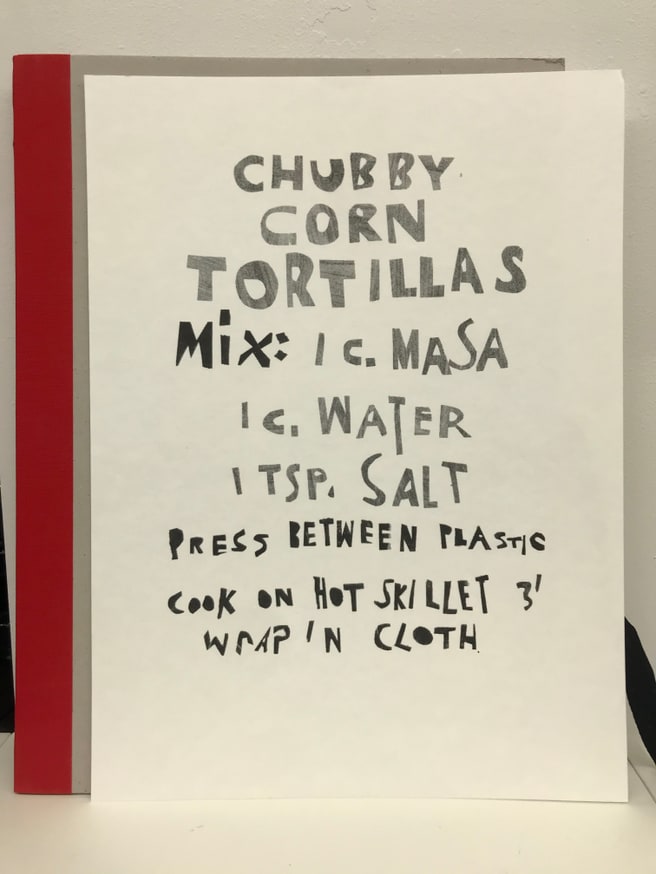 CHUBBY
CORN
TORTILLAS
MiX: 1 C. MASA
1 C. WATER
1 TSP. SALT
PRESS BETWEEN PLASTIC
COOK ON HOT SKILLET 3'
WRAP IN CLOTH